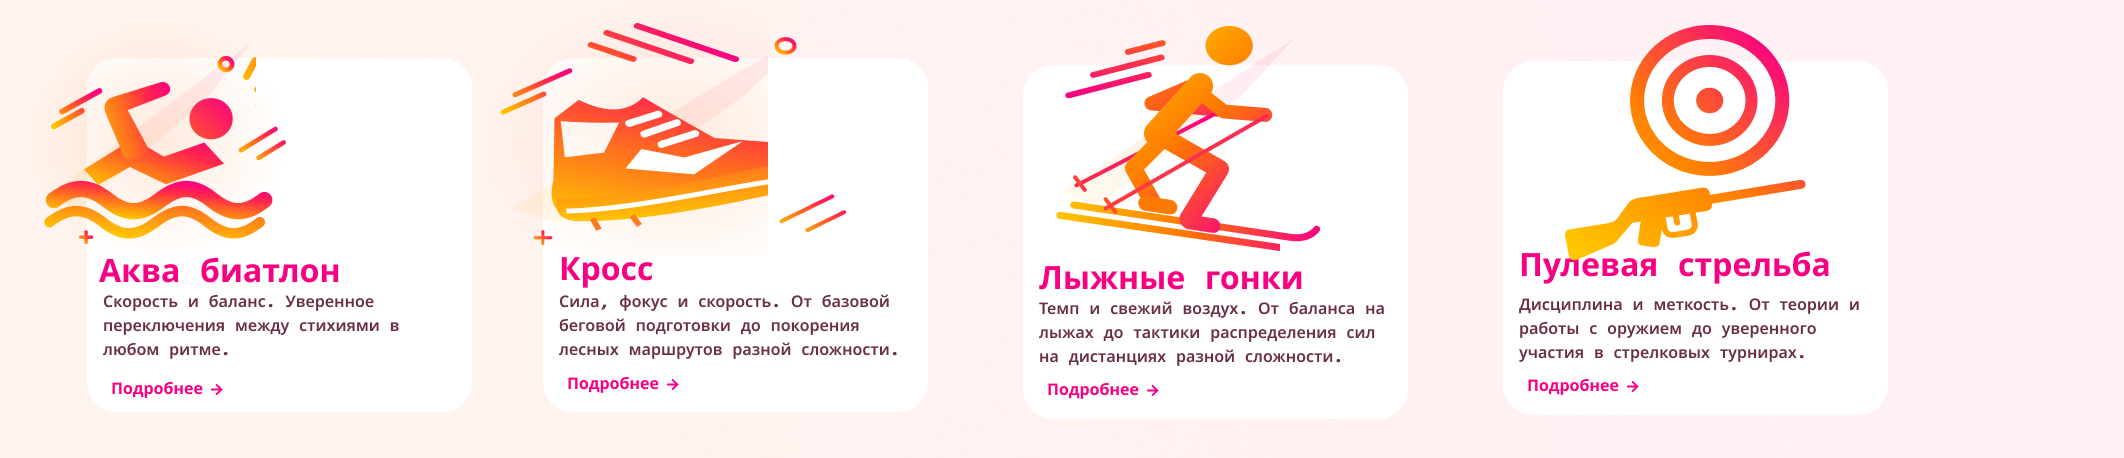 Аква биатлон
Скорость и баланс. Уверенное
переключения между стихиями в
любом ритме.
Подробнее →
Кросс
Сила, фокус и скорость. От базовой
беговой подготовки до покорения
лесных маршрутов разной сложности.
Подробнее →
Лыжные гонки
Темп и свежий воздух. От баланса на
лыжах до тактики распределения сил
на дистанциях разной сложности.
Подробнее →
Пулевая стрельба
Дисциплина и меткость. От теории и
работы с оружием до уверенного
участия в стрелковых турнирах.
Подробнее →